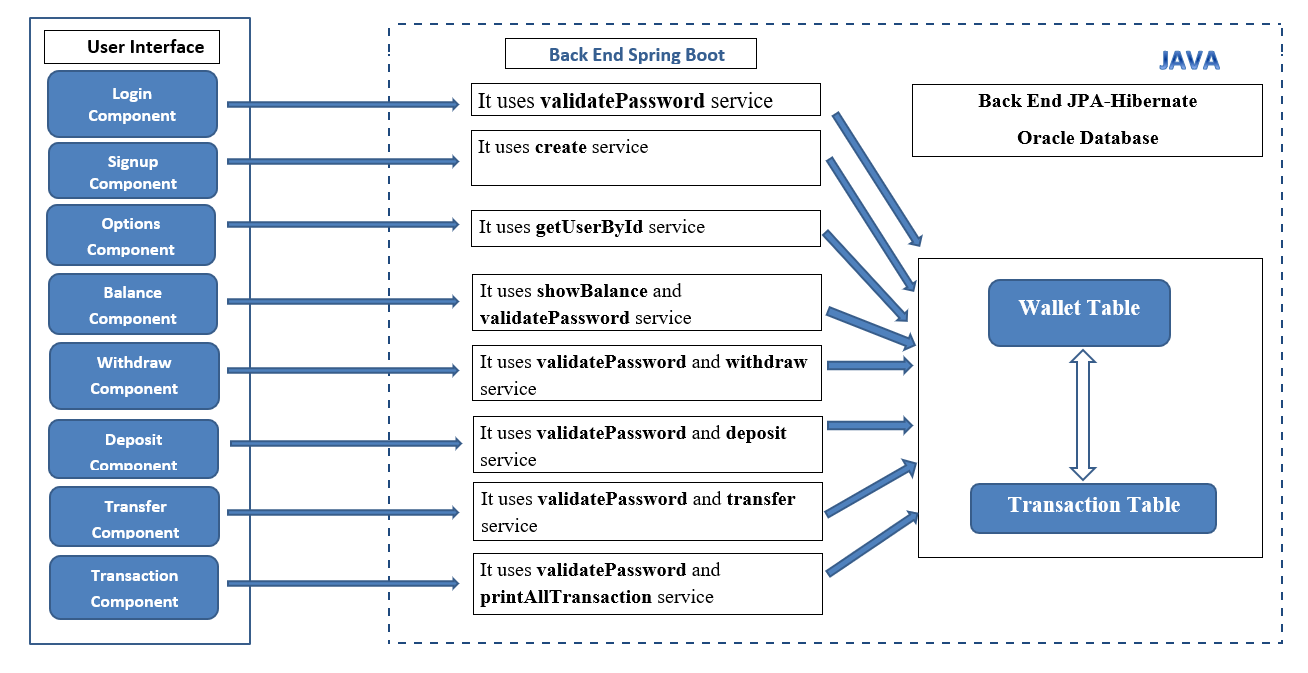 User Interface
Login
Component
Signup
Component
Options
Component
Balance
Component
Withdraw
Component
Deposit
Component
Transfer
Component
Transaction
Component
Back End Spring Boot
It uses validatePassword service
It uses create service
It uses getUserById service
It uses showBalance and
validatePassword service
It uses validatePassword and withdraw
service
It uses validatePassword and deposit
service
It uses validatePassword and transfer
service
It uses validatePassword and
printAllTransaction service
JAVA
Back End JPA-Hibernate
Oracle Database
Wallet Table
Transaction Table